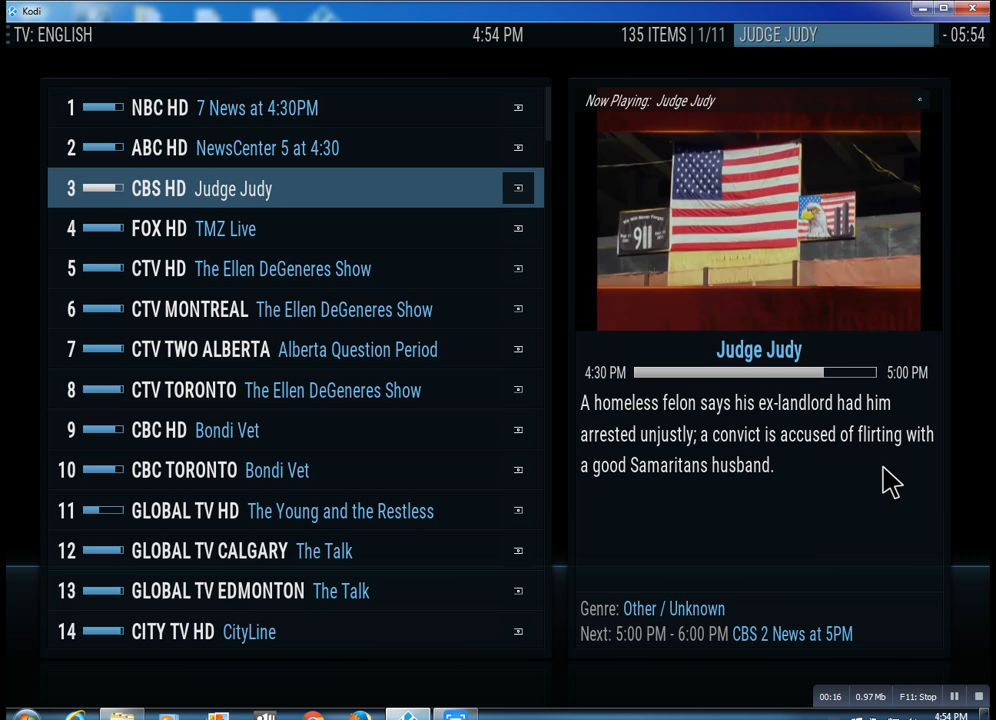 Kodi
TV: ENGLISH
4:54 PM
135 ITEMS | 1/11
JUDGE JUDY
- 05:54
1 NBC HD 7 News at 4:30PM
2 ABC HD NewsCenter 5 at 4:30
3 CBS HD Judge Judy
4 FOX HD TMZ Live
5 CTV HD The Ellen DeGeneres Show
6 CTV MONTREAL The Ellen DeGeneres Show
7 CTV TWO ALBERTA Alberta Question Period
8 CTV TORONTO The Ellen DeGeneres Show
9 CBC HD Bondi Vet
10 CBC TORONTO Bondi Vet
11 GLOBAL TV HD The Young and the Restless
12 GLOBAL TV CALGARY The Talk
13 GLOBAL TV EDMONTON The Talk
14 CITY TV HD CityLine
Now Playing: Judge Judy
We Will Never Forget
911
Judge Judy
4:30 PM
5:00 PM
A homeless felon says his ex-landlord had him
arrested unjustly; a convict is accused of flirting with
a good Samaritans husband.
Genre: Other / Unknown
Next: 5:00 PM - 6:00 PM CBS 2 News at 5PM
00:16
0.97 Mb
F11: Stop
4:54 PM